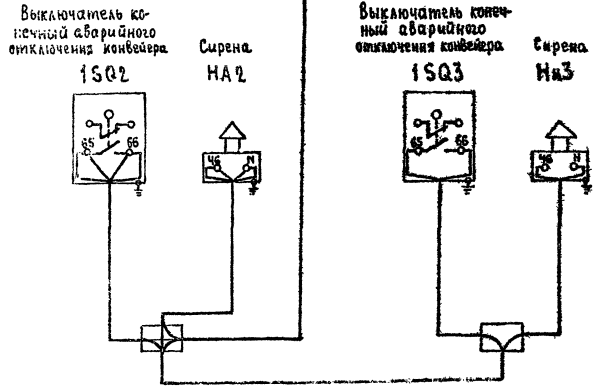 Выключатель ко-
нечный аварийного
отключения конвейера
1SQ2
Сирена
HA2
Выключатель конеч-
ный аварийного
отключения конвейера
1SQ3
Сирена
НА3
65
66
46
N
65
66
46
N